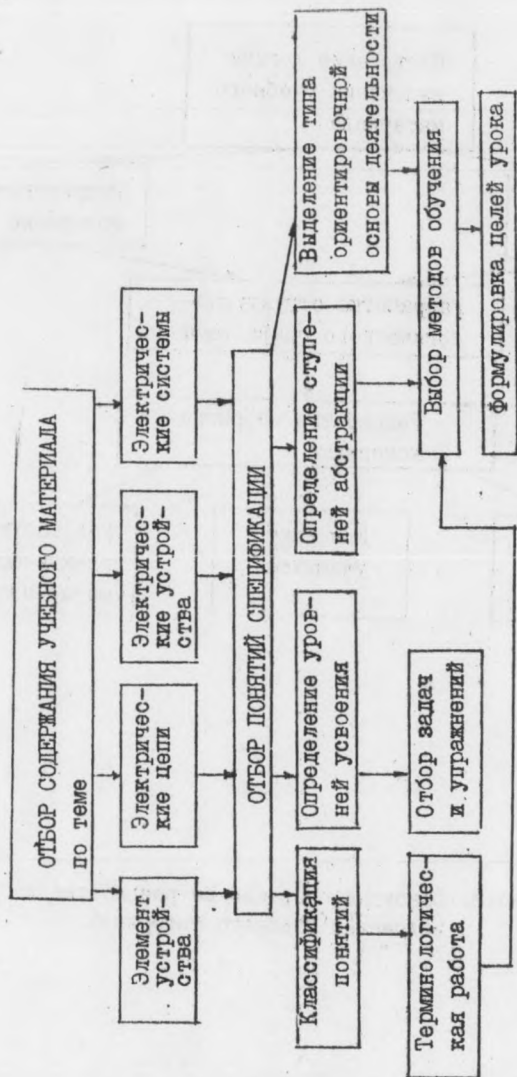 ОТБОР СОДЕРЖАНИЯ УЧЕБНОГО МАТЕРИАЛА
по теме
Элемент
устрой-
ства
Электричес-
кие цепи
Электричес-
кие устрой-
ства
Электричес-
кие системы
ОТБОР ПОНЯТИЙ СПЕЦИФИКАЦИИ
Классификация
понятий
Определение уров-
ней усвоения
Определение ступе-
ней абстракции
Выделение типа
ориентировочной
основы деятельности
Терминологичес-
кая работа
Отбор задач
и упражнений
Выбор методов обучения
Формулировка целей урока